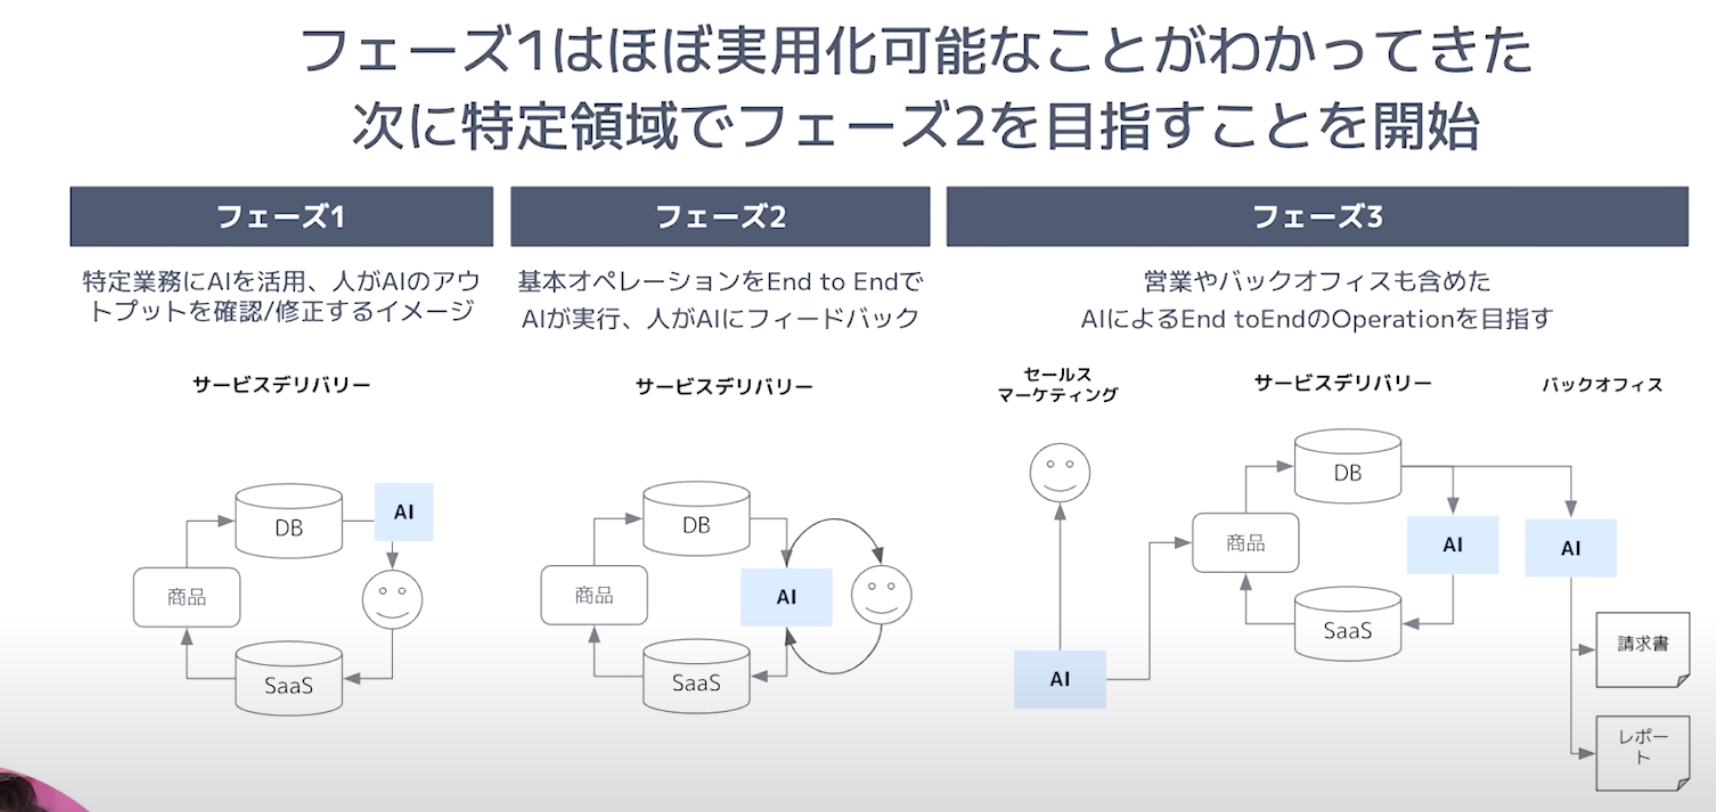 フェーズ1はほぼ実用化可能なことがわかってきた
次に特定領域でフェーズ2を目指すことを開始
フェーズ1
特定業務にAIを活用、人がAIのアウ
トプットを確認/修正するイメージ
サービスデリバリー
DB
AI
商品
SaaS
フェーズ2
基本オペレーションをEnd to Endで
AIが実行、人がAIにフィードバック
サービスデリバリー
DB
商品
AI
SaaS
フェーズ3
営業やバックオフィスも含めた
AIによるEnd toEndのOperationを目指す
セールス
マーケティング
AI
サービスデリバリー
DB
商品
AI
SaaS
バックオフィス
AI
請求書
レポー
ト